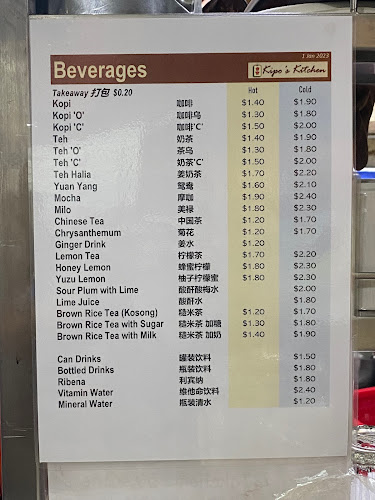 1 Jan 2023
Beverages Kipo's Kitchen
Takeaway 打包 $0.20 Hot Cold
Kopi 咖啡 $1.40 $1.90
Kopi 'O' 咖啡乌 $1.30 $1.80
Kopi 'C' 咖啡'C' $1.50 $2.00
Teh 奶茶 $1.40 $1.90
Teh 'O' 茶乌 $1.30 $1.80
Teh 'C' 奶茶'C' $1.50 $2.00
Teh Halia 姜奶茶 $1.70 $2.20
Yuan Yang 鸳鸯 $1.60 $2.10
Mocha 摩咖 $1.90 $2.40
Milo 美禄 $1.80 $2.30
Chinese Tea 中国茶 $1.20 $1.70
Chrysanthemum 菊花 $1.20 $1.70
Ginger Drink 姜水 $1.20
Lemon Tea 柠檬茶 $1.70 $2.20
Honey Lemon 蜂蜜柠檬 $1.80 $2.30
Yuzu Lemon 柚子柠檬蜜 $1.80 $2.30
Sour Plum with Lime 酸酣酸梅水 $2.00
Lime Juice 酸酣水 $1.80
Brown Rice Tea (Kosong) 糙米茶 $1.20 $1.70
Brown Rice Tea with Sugar 糙米茶 加糖 $1.30 $1.80
Brown Rice Tea with Milk 糙米茶 加奶 $1.40 $1.90
Can Drinks 罐装饮料 $1.50
Bottled Drinks 瓶装饮料 $1.80
Ribena 利宾纳 $1.80
Vitamin Water 维他命饮料 $2.40
Mineral Water 瓶装清水 $1.20